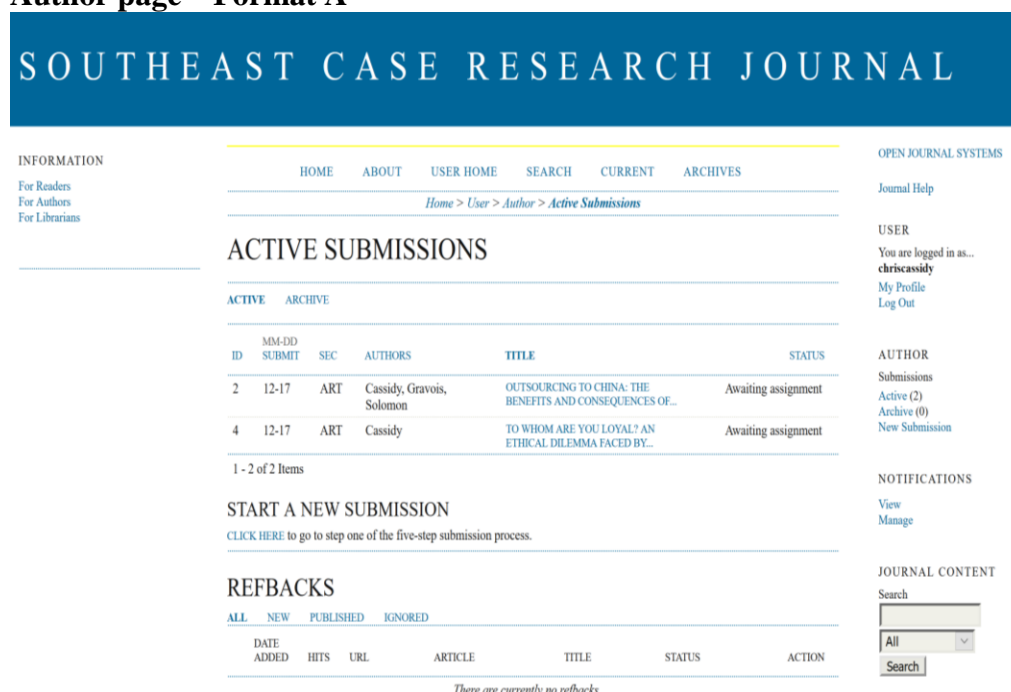 Author page – Format A
SOUTHEAST CASE RESEARCH JOURNAL
INFORMATION
For Readers
For Authors
For Librarians
HOME ABOUT USER HOME SEARCH CURRENT ARCHIVES
Home > User > Author > Active Submissions
ACTIVE SUBMISSIONS
ACTIVE ARCHIVE
ID MM-DD SUBMIT SEC AUTHORS TITLE STATUS
2 12-17 ART Cassidy, Gravois, Solomon OUTSOURCING TO CHINA: THE BENEFITS AND CONSEQUENCES OF... Awaiting assignment
4 12-17 ART Cassidy TO WHOM ARE YOU LOYAL? AN ETHICAL DILEMMA FACED BY... Awaiting assignment
1 - 2 of 2 Items
START A NEW SUBMISSION
CLICK HERE to go to step one of the five-step submission process.
REFBACKS
ALL NEW PUBLISHED IGNORED
DATE ADDED HITS URL ARTICLE TITLE STATUS ACTION
There are currently no refbacks
OPEN JOURNAL SYSTEMS
Journal Help
USER
You are logged in as...
chriscassidy
My Profile
Log Out
AUTHOR
Submissions
Active (2)
Archive (0)
New Submission
NOTIFICATIONS
View
Manage
JOURNAL CONTENT
Search
All
Search